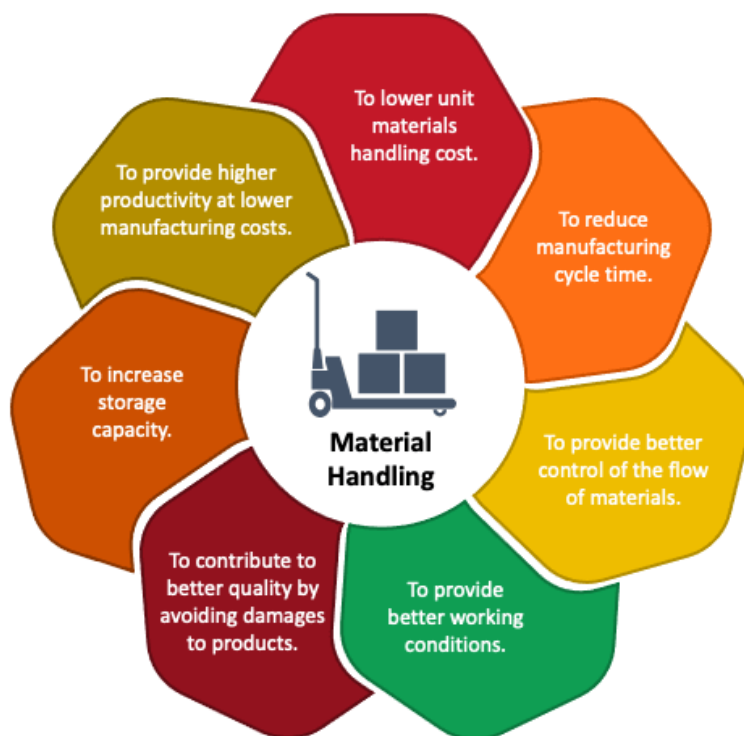 To lower unit
materials
handling cost.
To reduce
manufacturing
cycle time.
To provide better
control of the flow
of materials.
To provide
better working
conditions.
To contribute to
better quality by
avoiding damages
to products.
To increase
storage
capacity.
To provide higher
productivity at lower
manufacturing costs.
Material
Handling